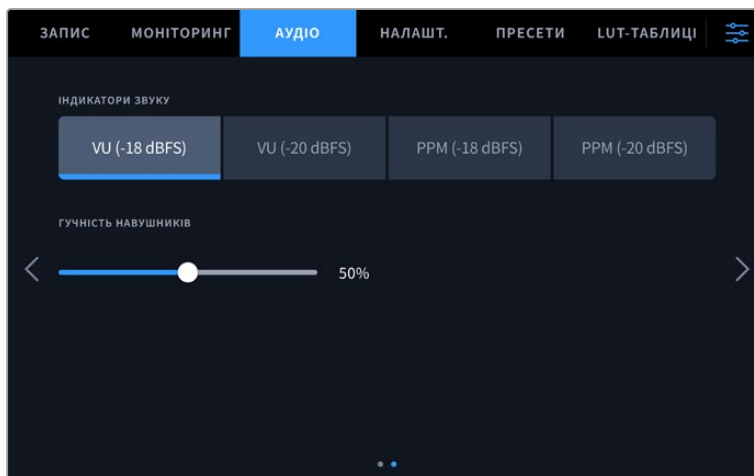 ЗАПИС МОНІТОРИНГ АУДІО НАЛАШТ. ПРЕСЕТИ LUT-ТАБЛИЦІ
ІНДИКАТОРИ ЗВУКУ
VU (-18 dBFS) VU (-20 dBFS) PPM (-18 dBFS) PPM (-20 dBFS)
ГУЧНІСТЬ НАВУШНИКІВ
50%